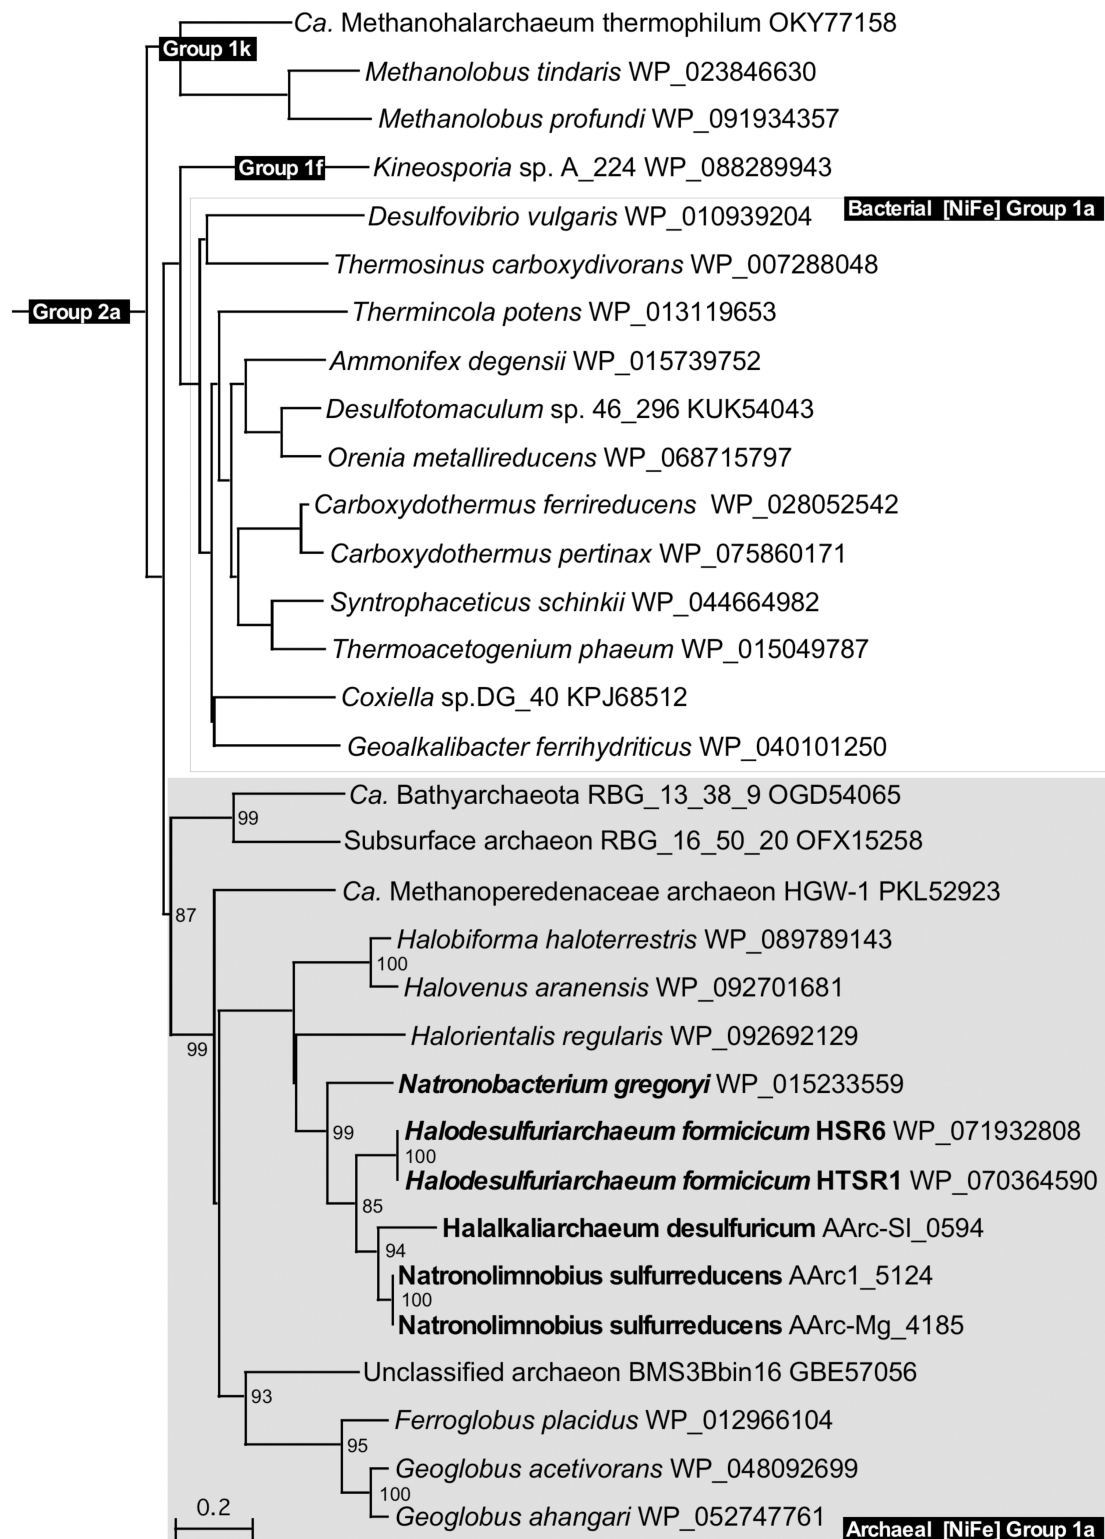 Ca. Methanohalarchaeum thermophilum OKY77158
Group 1k
Methanolobus tindaris WP_023846630
Methanolobus profundi WP_091934357
Group 1f
Kineosporia sp. A_224 WP_088289943
Bacterial [NiFe] Group 1a
Desulfovibrio vulgaris WP_010939204
Thermosinus carboxydivorans WP_007288048
Group 2a
Thermincola potens WP_013119653
Ammonifex degensii WP_015739752
Desulfotomaculum sp. 46_296 KUK54043
Orenia metallireducens WP_068715797
Carboxydothermus ferrireducens WP_028052542
Carboxydothermus pertinax WP_075860171
Syntrophaceticus schinkii WP_044664982
Thermoacetogenium phaeum WP_015049787
Coxiella sp.DG_40 KPJ68512
Geoalkalibacter ferrihydriticus WP_040101250
Ca. Bathyarchaeota RBG_13_38_9 OGD54065
99
Subsurface archaeon RBG_16_50_20 OFX15258
Ca. Methanoperedenaceae archaeon HGW-1 PKL52923
87
Halobiforma haloterrestris WP_089789143
100
Halovenus aranensis WP_092701681
Halorientalis regularis WP_092692129
99
Natronobacterium gregoryi WP_015233559
99
Halodesulfuriarchaeum formicicum HSR6 WP_071932808
100
Halodesulfuriarchaeum formicicum HTSR1 WP_070364590
85
Halalkaliarchaeum desulfuricum AArc-SI_0594
94
Natronolimnobius sulfurreducens AArc1_5124
100
Natronolimnobius sulfurreducens AArc-Mg_4185
Unclassified archaeon BMS3Bbin16 GBE57056
93
Ferroglobus placidus WP_012966104
95
Geoglobus acetivorans WP_048092699
100
Geoglobus ahangari WP_052747761
0.2
Archaeal [NiFe] Group 1a